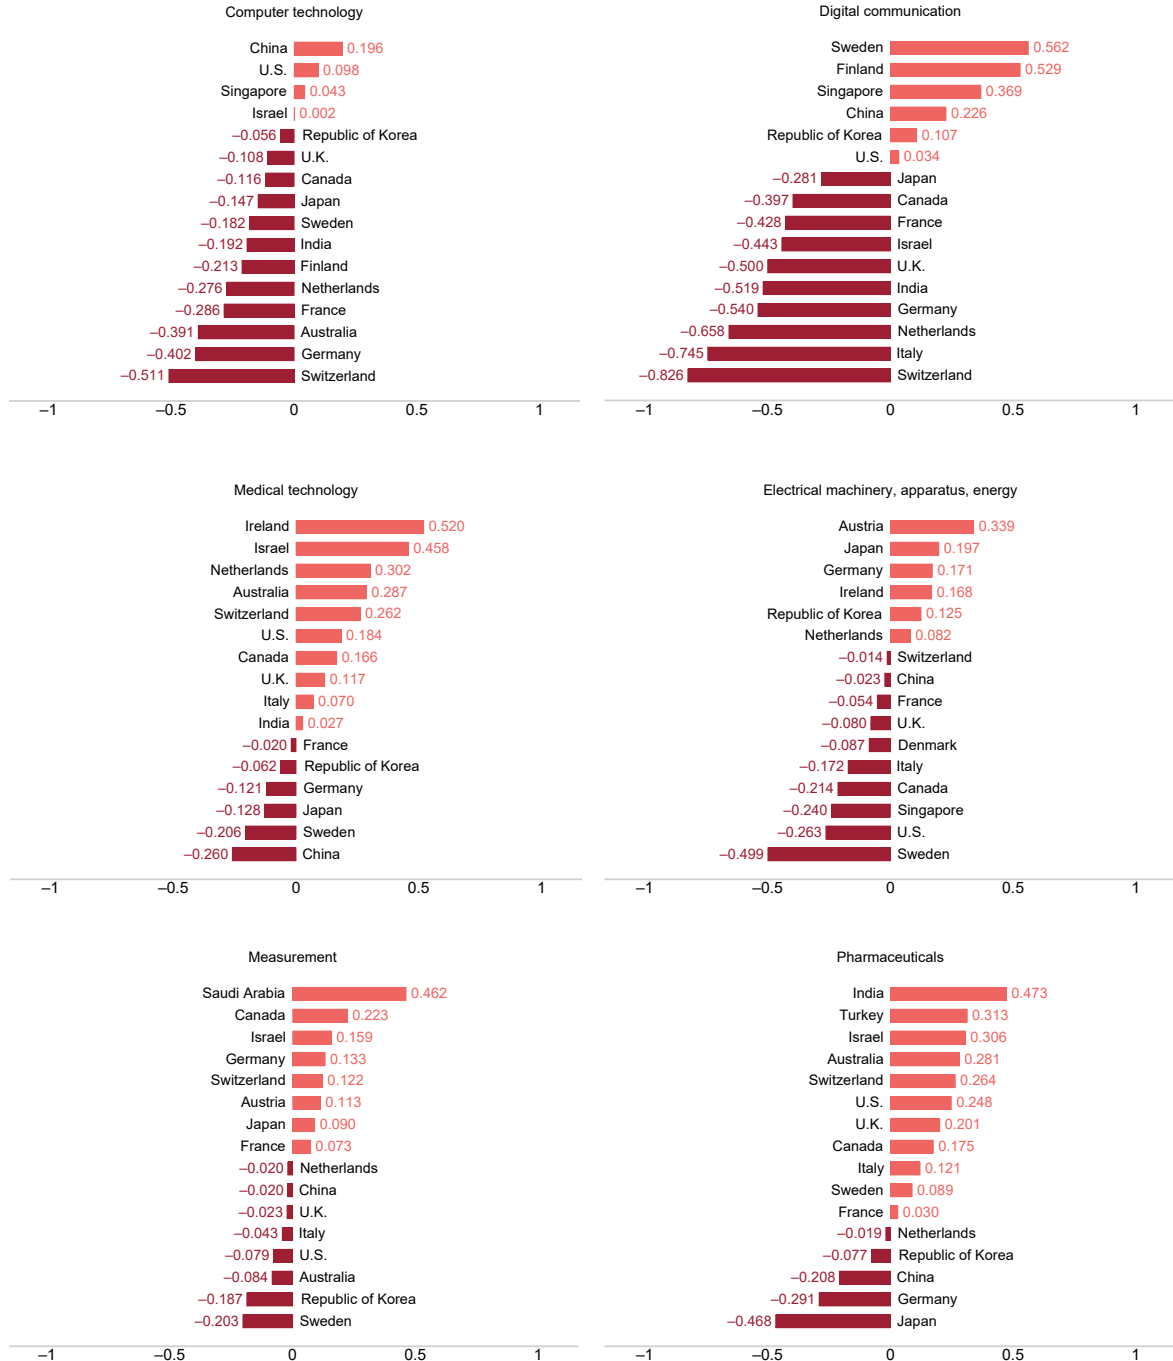 Computer technology
China 0.196
U.S. 0.098
Singapore 0.043
Israel 0.002
–0.056 Republic of Korea
–0.108 U.K.
–0.116 Canada
–0.147 Japan
–0.182 Sweden
–0.192 India
–0.213 Finland
–0.276 Netherlands
–0.286 France
–0.391 Australia
–0.402 Germany
–0.511 Switzerland
–1 –0.5 0 0.5 1
Digital communication
Sweden 0.562
Finland 0.529
Singapore 0.369
China 0.226
Republic of Korea 0.107
U.S. 0.034
–0.281 Japan
–0.397 Canada
–0.428 France
–0.443 Israel
–0.500 U.K.
–0.519 India
–0.540 Germany
–0.658 Netherlands
–0.745 Italy
–0.826 Switzerland
–1 –0.5 0 0.5 1
Medical technology
Ireland 0.520
Israel 0.458
Netherlands 0.302
Australia 0.287
Switzerland 0.262
U.S. 0.184
Canada 0.166
U.K. 0.117
Italy 0.070
India 0.027
–0.020 France
–0.062 Republic of Korea
–0.121 Germany
–0.128 Japan
–0.206 Sweden
–0.260 China
–1 –0.5 0 0.5 1
Electrical machinery, apparatus, energy
Austria 0.339
Japan 0.197
Germany 0.171
Ireland 0.168
Republic of Korea 0.125
Netherlands 0.082
–0.014 Switzerland
–0.023 China
–0.054 France
–0.080 U.K.
–0.087 Denmark
–0.172 Italy
–0.214 Canada
–0.240 Singapore
–0.263 U.S.
–0.499 Sweden
–1 –0.5 0 0.5 1
Measurement
Saudi Arabia 0.462
Canada 0.223
Israel 0.159
Germany 0.133
Switzerland 0.122
Austria 0.113
Japan 0.090
France 0.073
–0.020 Netherlands
–0.020 China
–0.023 U.K.
–0.043 Italy
–0.079 U.S.
–0.084 Australia
–0.187 Republic of Korea
–0.203 Sweden
–1 –0.5 0 0.5 1
Pharmaceuticals
India 0.473
Turkey 0.313
Israel 0.306
Australia 0.281
Switzerland 0.264
U.S. 0.248
U.K. 0.201
Canada 0.175
Italy 0.121
Sweden 0.089
France 0.030
–0.019 Netherlands
–0.077 Republic of Korea
–0.208 China
–0.291 Germany
–0.468 Japan
–1 –0.5 0 0.5 1